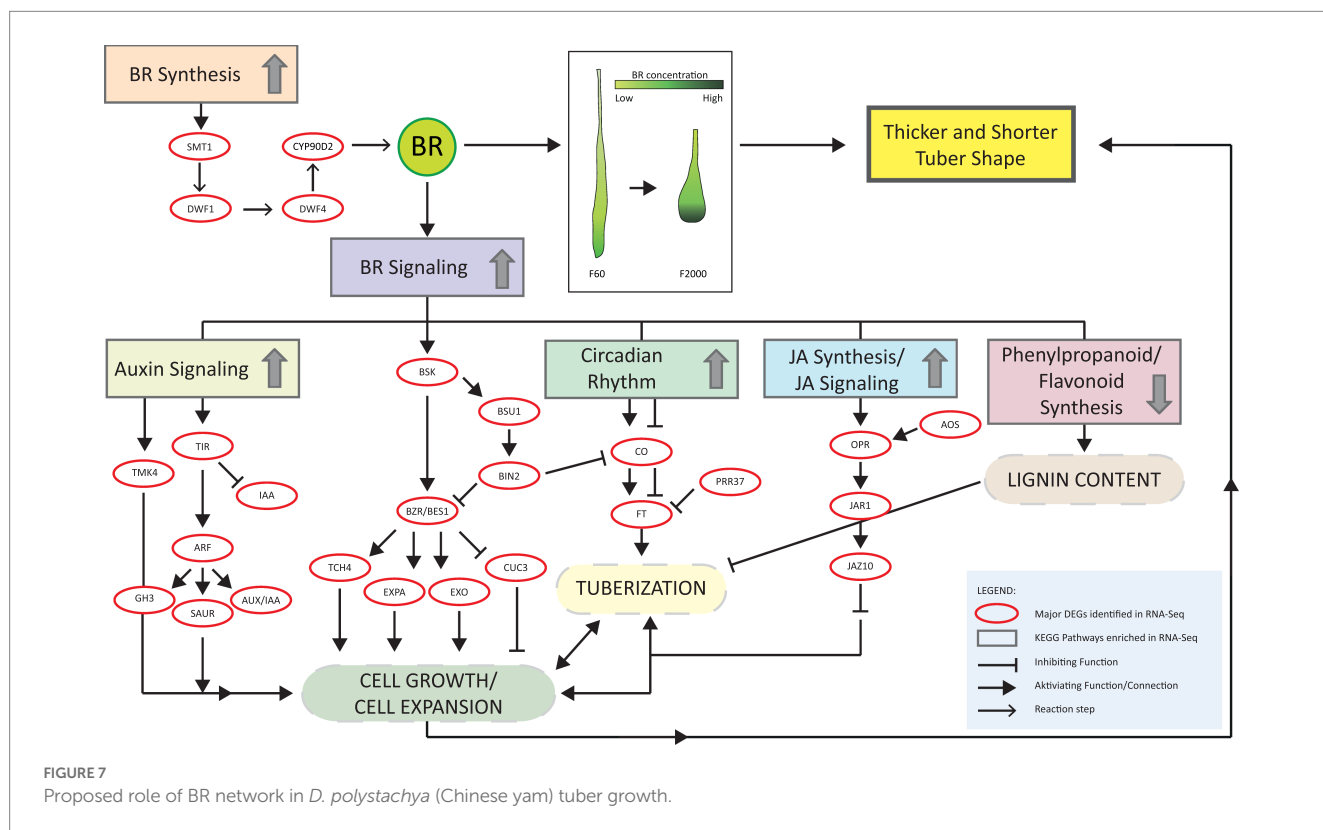 BR Synthesis
SMT1
CYP90D2
DWF1
DWF4
BR
BR concentration
Low High
F60 F2000
Thicker and Shorter
Tuber Shape
BR Signaling
Auxin Signaling
Circadian
Rhythm
JA Synthesis/
JA Signaling
Phenylpropanoid/
Flavonoid
Synthesis
BSK
BSU1
BIN2
BZR/BES1
TCH4
EXPA
EXO
CUC3
TMK4
TIR
IAA
ARF
GH3
SAUR
AUX/IAA
CO
FT
PRR37
OPR
AOS
JAR1
JAZ10
LIGNIN CONTENT
TUBERIZATION
CELL GROWTH/
CELL EXPANSION
LEGEND:
Major DEGs identified in RNA-Seq
KEGG Pathways enriched in RNA-Seq
Inhibiting Function
Aktiviating Function/Connection
Reaction step
FIGURE 7
Proposed role of BR network in D. polystachya (Chinese yam) tuber growth.